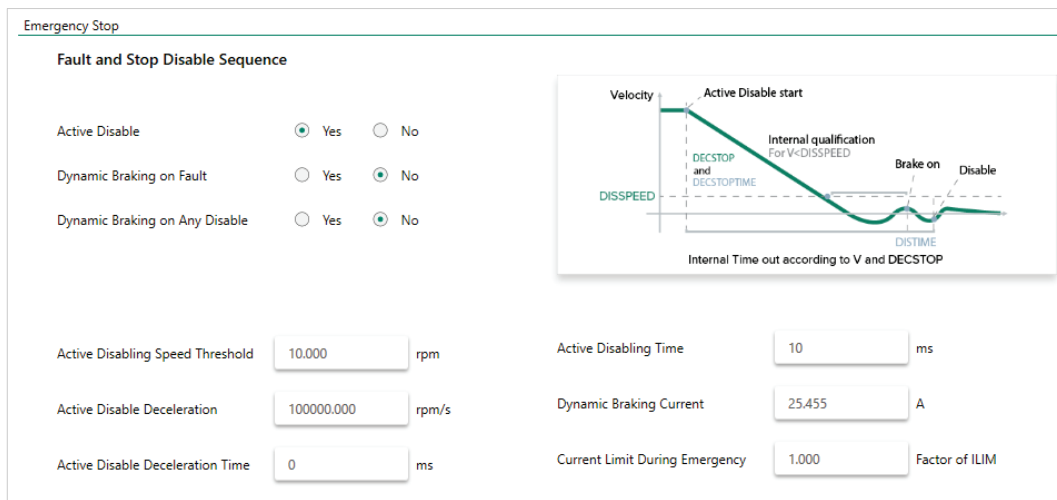 Emergency Stop
Fault and Stop Disable Sequence
Active Disable Yes No
Dynamic Braking on Fault Yes No
Dynamic Braking on Any Disable Yes No
Velocity
Active Disable start
Internal qualification
For V<DISSPEED
DECSTOP
and
DECSTOPTIME
Brake on
Disable
DISSPEED
DISTIME
Internal Time out according to V and DECSTOP
Active Disabling Speed Threshold 10.000 rpm
Active Disable Deceleration 100000.000 rpm/s
Active Disable Deceleration Time 0 ms
Active Disabling Time 10 ms
Dynamic Braking Current 25.455 A
Current Limit During Emergency 1.000 Factor of ILIM